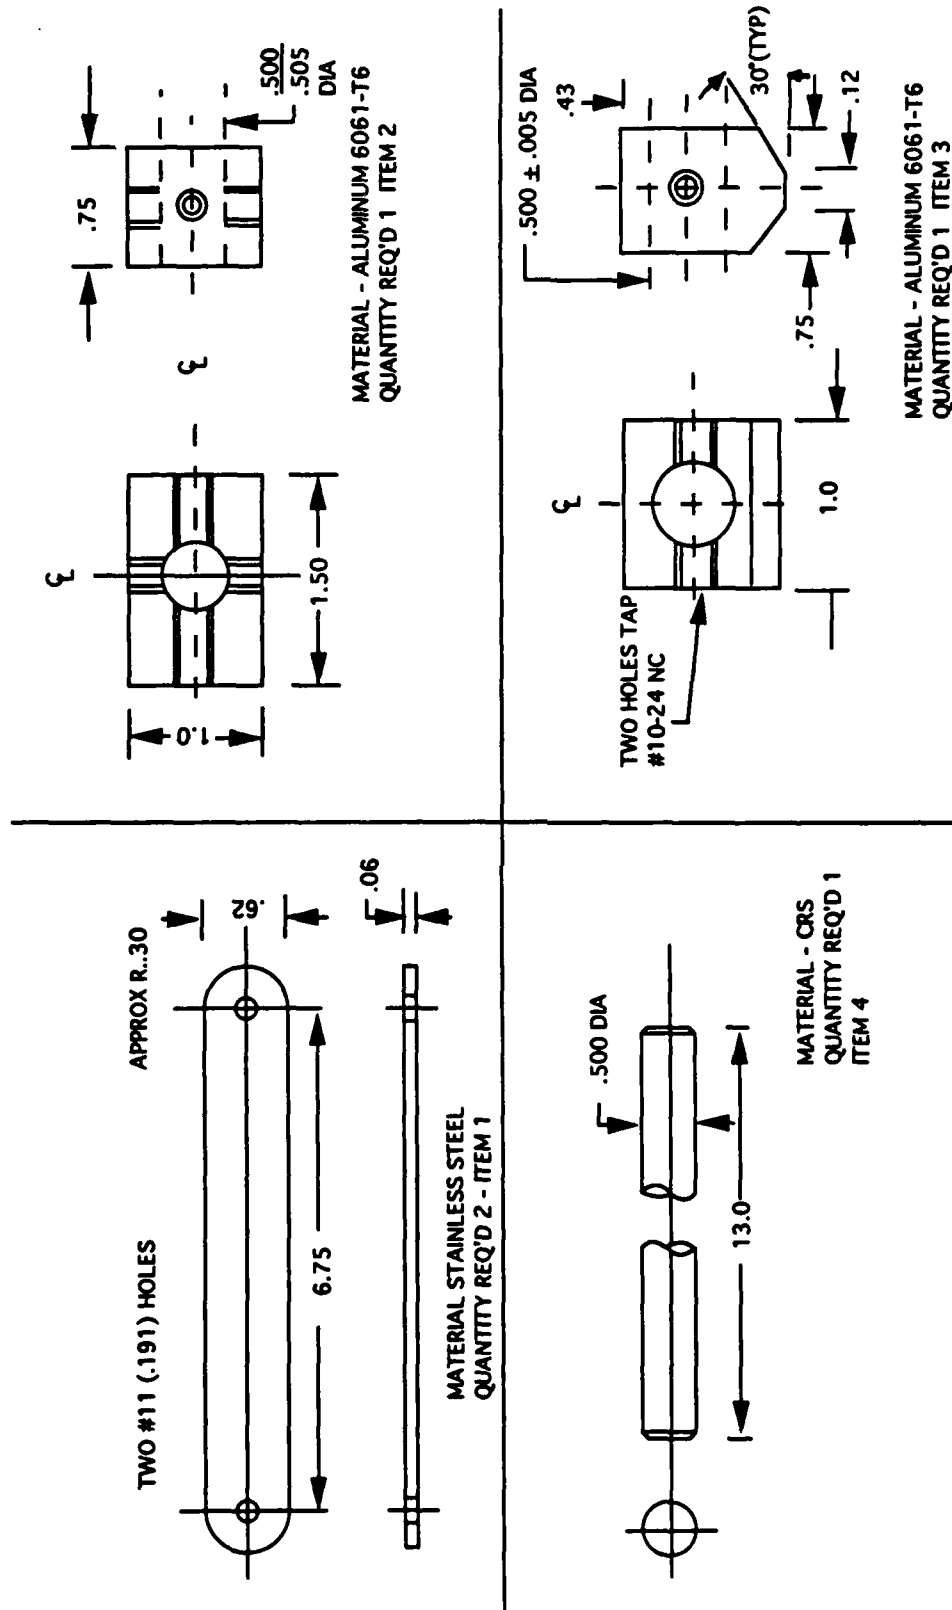 TWO #11 (.191) HOLES
APPROX R..30
.62
6.75
.06
MATERIAL STAINLESS STEEL
QUANTITY REQ'D 2 - ITEM 1
℄
1.0
1.50
℄
.75
.500
.505
DIA
MATERIAL - ALUMINUM 6061-T6
QUANTITY REQ'D 1 ITEM 2
.500 DIA
13.0
MATERIAL - CRS
QUANTITY REQ'D 1
ITEM 4
TWO HOLES TAP
#10-24 NC
℄
1.0
.500 ± .005 DIA
.43
30°(TYP)
.75
.12
MATERIAL - ALUMINUM 6061-T6
QUANTITY REQ'D 1 ITEM 3